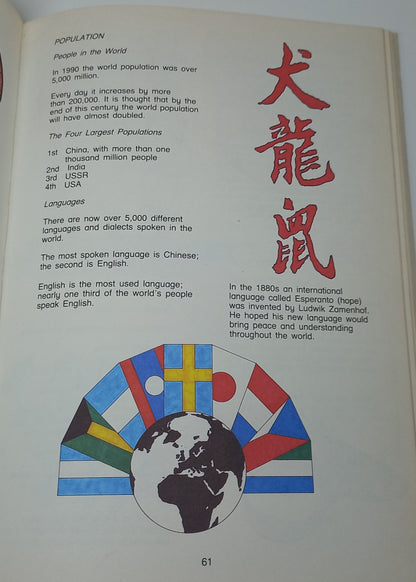 POPULATION
People in the World
In 1990 the world population was over
5,000 million.
Every day it increases by more
than 200,000. It is thought that by the
end of this century the world population
will have almost doubled.
The Four Largest Populations
1st China, with more than one
thousand million people
2nd India
3rd USSR
4th USA
Languages
There are now over 5,000 different
languages and dialects spoken in the
world.
The most spoken language is Chinese;
the second is English.
English is the most used language;
nearly one third of the world's people
speak English.
犬
龍
鼠
In the 1880s an international
language called Esperanto (hope)
was invented by Ludwik Zamenhof.
He hoped his new language would
bring peace and understanding
throughout the world.
61